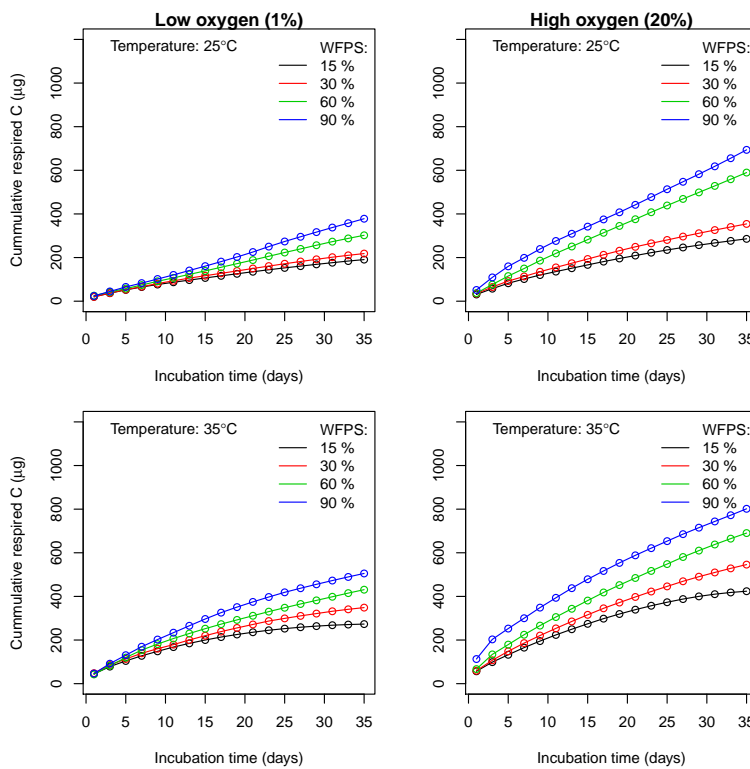 Low oxygen (1%)
Temperature: 25°C
WFPS:
15 %
30 %
60 %
90 %
Cummulative respired C (µg)
0 200 400 600 800 1000
0 5 10 15 20 25 30 35
Incubation time (days)
High oxygen (20%)
Temperature: 25°C
WFPS:
15 %
30 %
60 %
90 %
0 200 400 600 800 1000
0 5 10 15 20 25 30 35
Incubation time (days)
Temperature: 35°C
WFPS:
15 %
30 %
60 %
90 %
Cummulative respired C (µg)
0 200 400 600 800 1000
0 5 10 15 20 25 30 35
Incubation time (days)
Temperature: 35°C
WFPS:
15 %
30 %
60 %
90 %
0 200 400 600 800 1000
0 5 10 15 20 25 30 35
Incubation time (days)